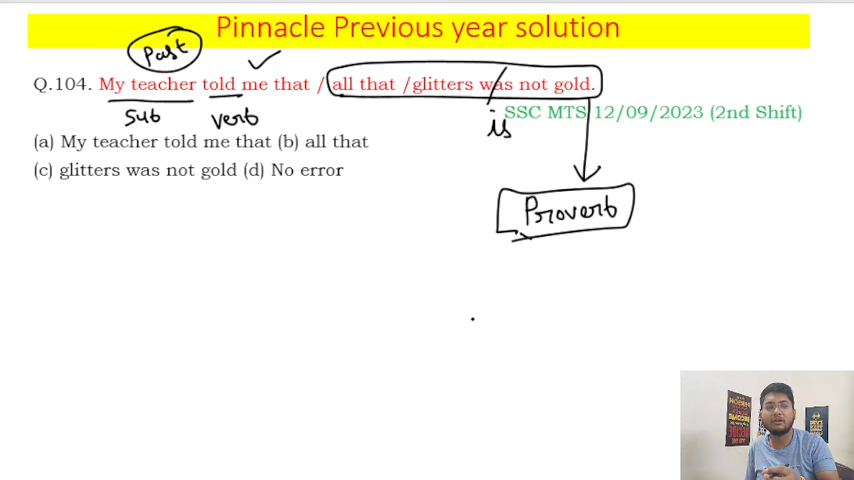 Pinnacle Previous year solution
Past
Q.104. My teacher told me that / all that /glitters was not gold.
Sub verb is SSC MTS 12/09/2023 (2nd Shift)
(a) My teacher told me that (b) all that
(c) glitters was not gold (d) No error
Proverb